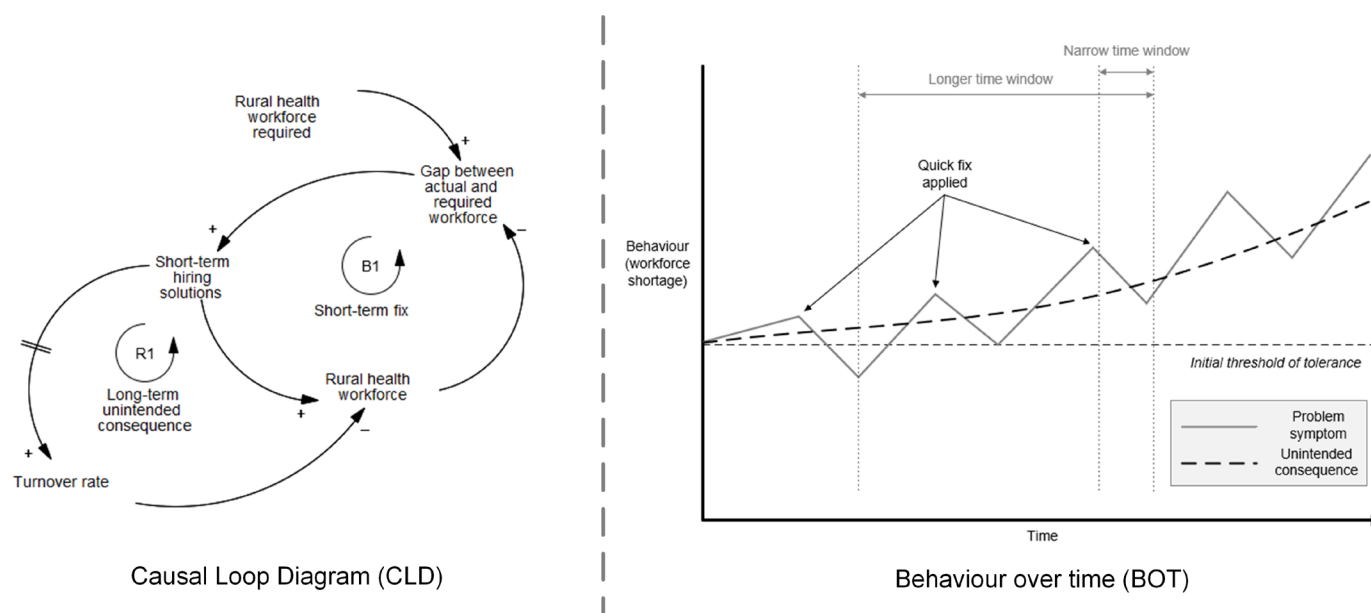 Rural health
workforce
required
+
Gap between
actual and
required
workforce
–
+
Short-term
hiring
solutions
B1
Short-term fix
R1
Long-term
unintended
consequence
Rural health
workforce
+
–
+
Turnover rate
Causal Loop Diagram (CLD)
Narrow time window
Longer time window
Quick fix
applied
Behaviour
(workforce
shortage)
Initial threshold of tolerance
Problem
symptom
Unintended
consequence
Time
Behaviour over time (BOT)